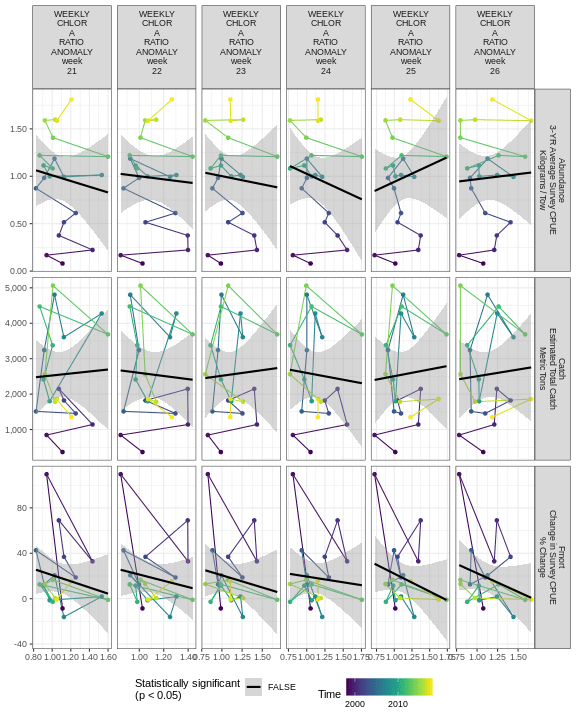 WEEKLY CHLOR A RATIO ANOMALY week 21
WEEKLY CHLOR A RATIO ANOMALY week 22
WEEKLY CHLOR A RATIO ANOMALY week 23
WEEKLY CHLOR A RATIO ANOMALY week 24
WEEKLY CHLOR A RATIO ANOMALY week 25
WEEKLY CHLOR A RATIO ANOMALY week 26
1.50
1.00
0.50
0.00
Abundance
3-YR Average Survey CPUE
Kilograms / Tow
5,000
4,000
3,000
2,000
1,000
Catch
Estimated Total Catch
Metric Tons
80
40
0
-40
Fmort
Change in Survey CPUE
% Change
0.80 1.00 1.20 1.40 1.60
1.00 1.20 1.40
0.75 1.00 1.25 1.50
0.75 1.00 1.25 1.50 1.75
0.75 1.00 1.25 1.50 1.75
0.75 1.00 1.25 1.50
Statistically significant
(p < 0.05)
FALSE
Time
2000 2010